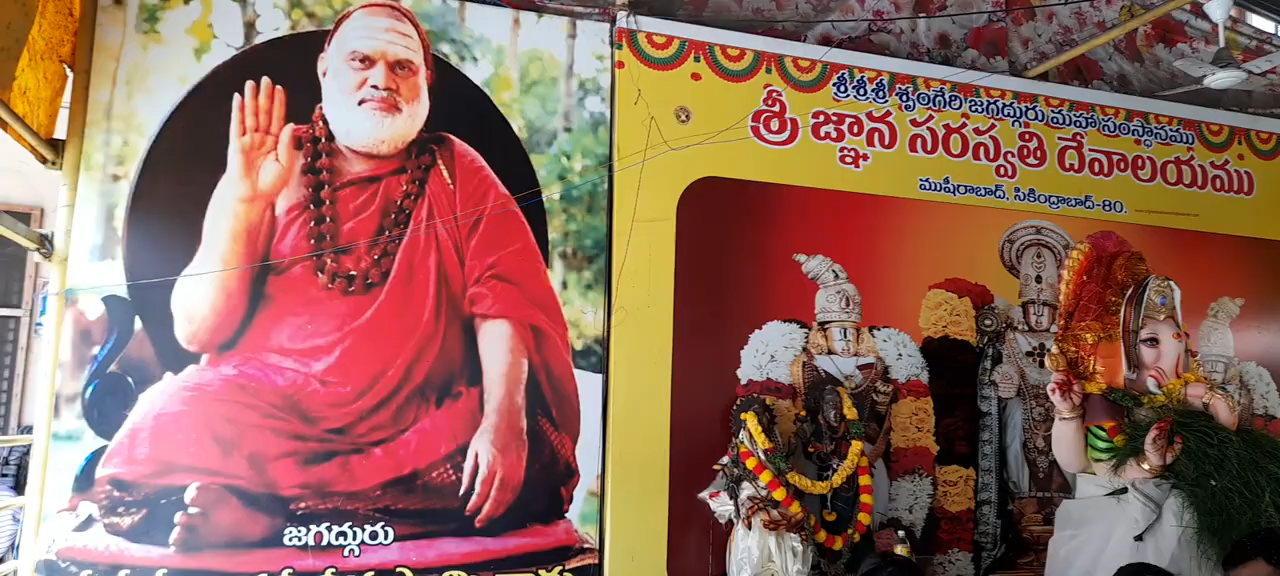 జగద్గురు
శ్రీశ్రీశ్రీ శృంగేరి జగద్గురు మహా సంస్థానము
శ్రీ జ్ఞాన సరస్వతి దేవాలయము
ముషీరాబాద్, సికింద్రాబాద్-80.